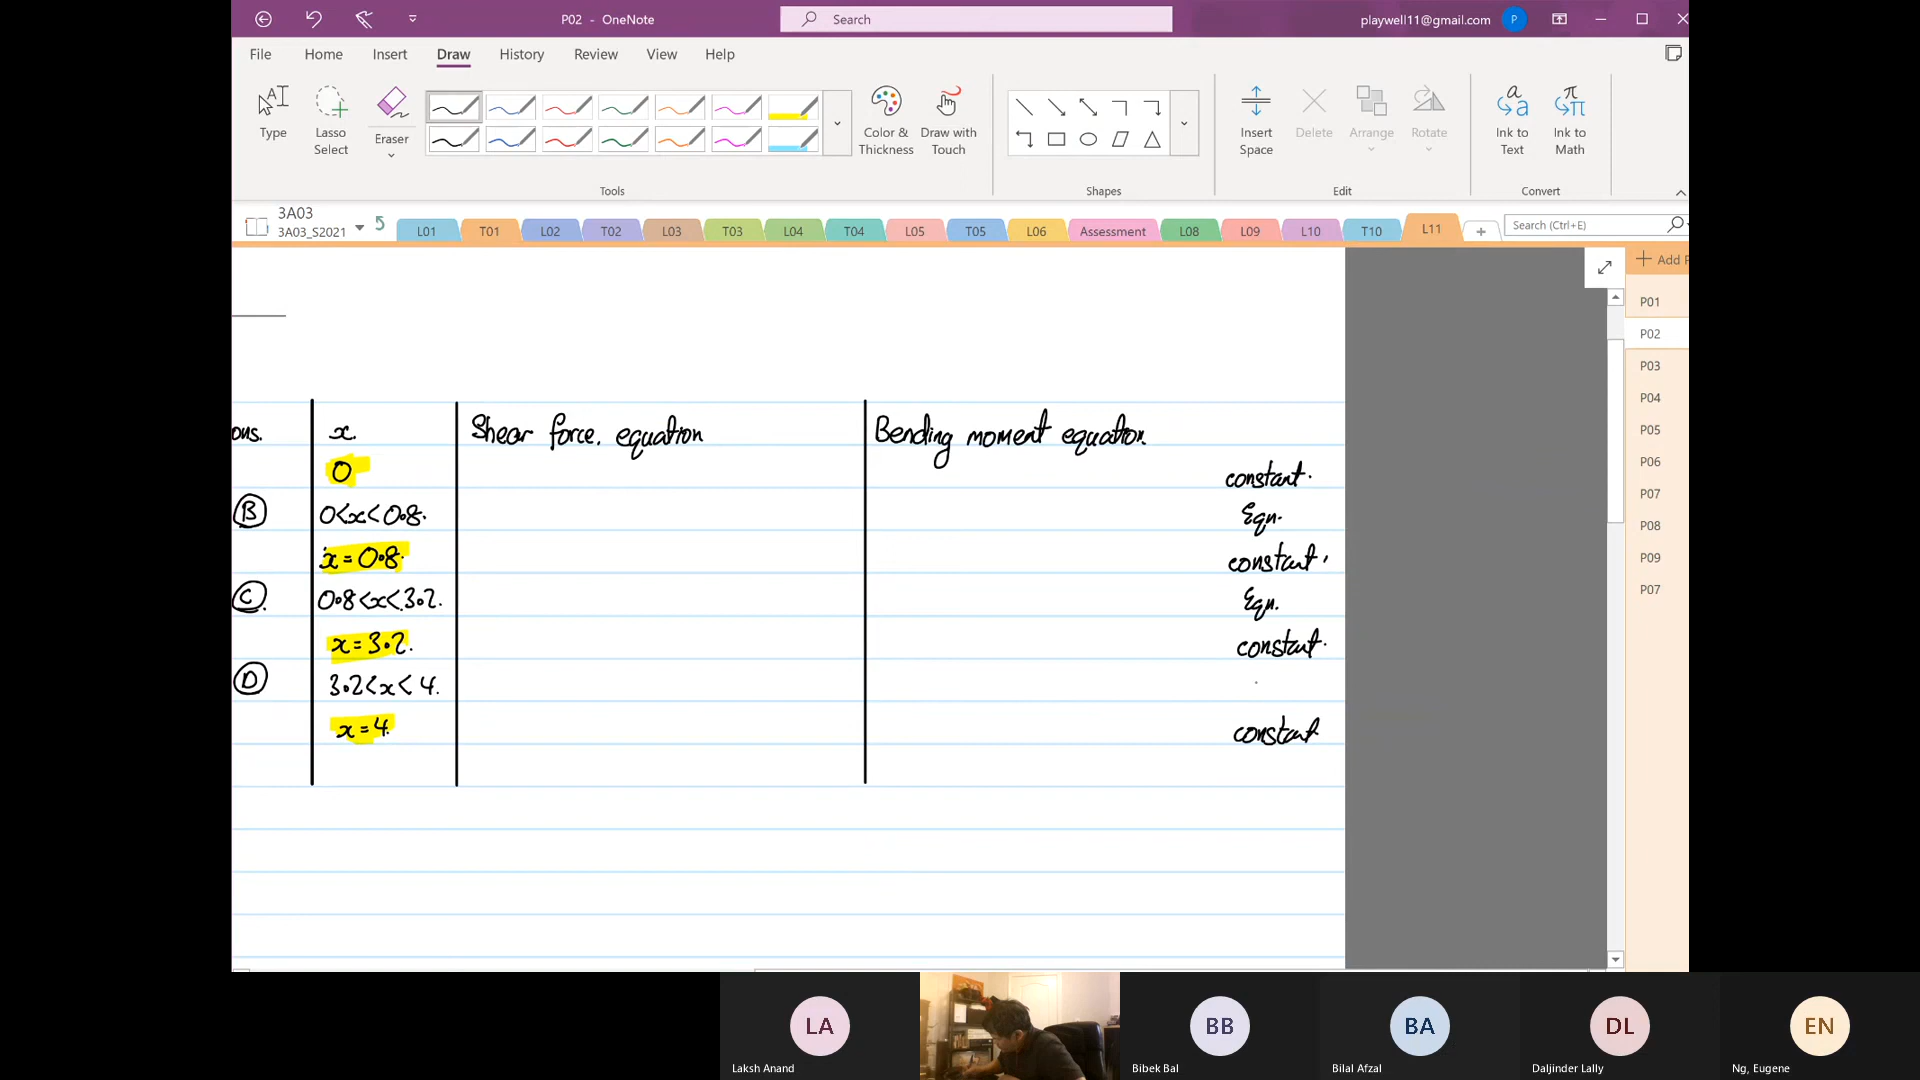 P02 - OneNote
Search
playwell11@gmail.com
P
File Home Insert Draw History Review View Help
Type
Lasso Select
Eraser
Color & Thickness
Draw with Touch
Insert Space
Delete
Arrange
Rotate
Ink to Text
Ink to Math
Tools
Shapes
Edit
Convert
3A03
3A03_S2021
L01 T01 L02 T02 L03 T03 L04 T04 L05 T05 L06 Assessment L08 L09 L10 T10 L11
Search (Ctrl+E)
Add P
P01
P02
P03
P04
P05
P06
P07
P08
P09
P07
ons. x. Shear force. equation Bending moment equation.
0 constant.
B 0<x<0.8. Eqn.
x=0.8. constant.
C 0.8<x<3.2. Eqn.
x=3.2. constant.
D 3.2<x<4.
x=4. constant
LA
BB
BA
DL
EN
Laksh Anand
Bibek Bal
Bilal Afzal
Daljinder Lally
Ng, Eugene